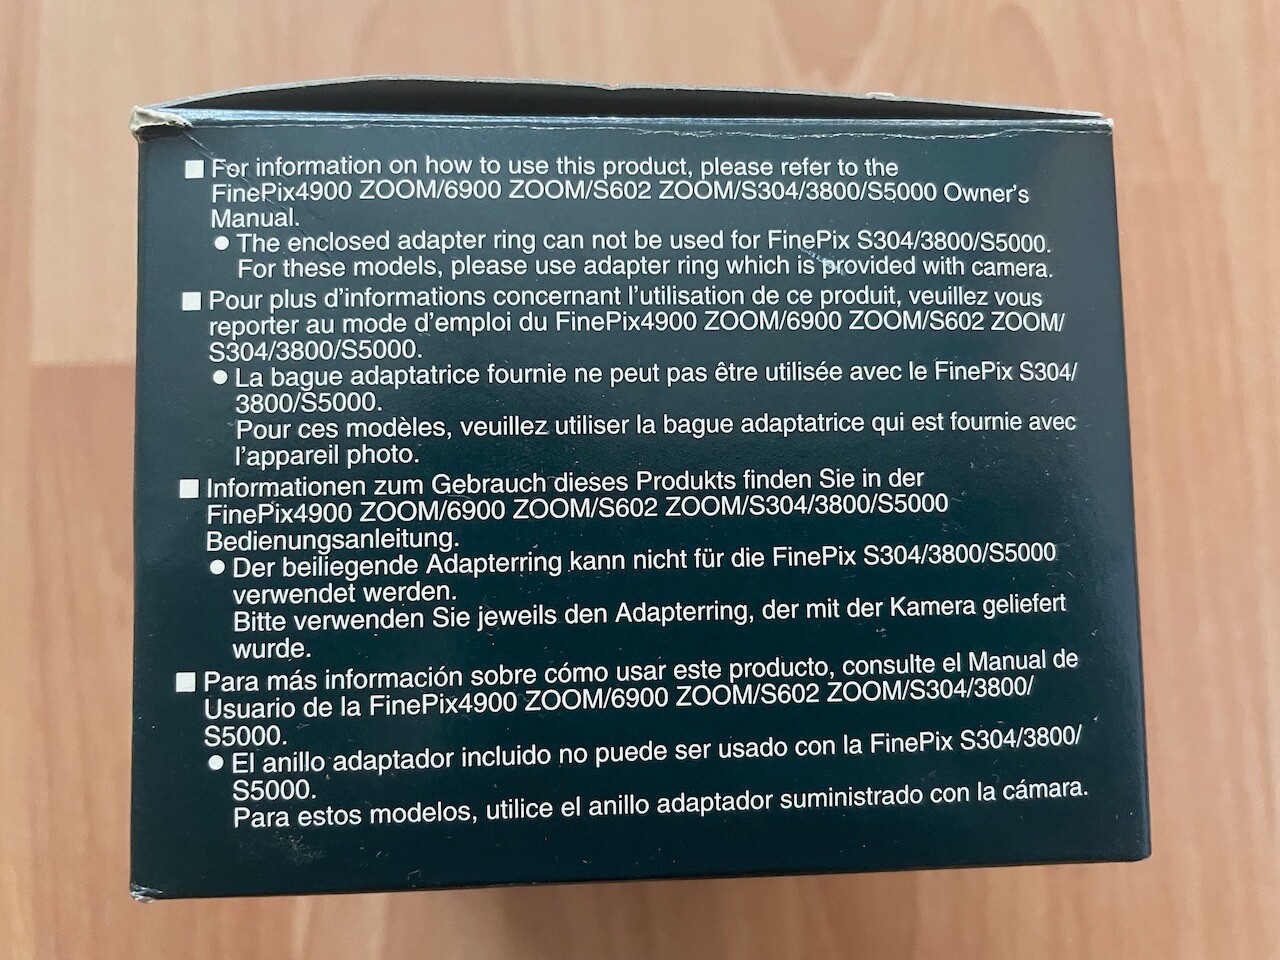 ■ For information on how to use this product, please refer to the
FinePix4900 ZOOM/6900 ZOOM/S602 ZOOM/S304/3800/S5000 Owner's
Manual.
● The enclosed adapter ring can not be used for FinePix S304/3800/S5000.
For these models, please use adapter ring which is provided with camera.
■ Pour plus d'informations concernant l'utilisation de ce produit, veuillez vous
reporter au mode d'emploi du FinePix4900 ZOOM/6900 ZOOM/S602 ZOOM/
S304/3800/S5000.
● La bague adaptatrice fournie ne peut pas être utilisée avec le FinePix S304/
3800/S5000.
Pour ces modèles, veuillez utiliser la bague adaptatrice qui est fournie avec
l'appareil photo.
■ Informationen zum Gebrauch dieses Produkts finden Sie in der
FinePix4900 ZOOM/6900 ZOOM/S602 ZOOM/S304/3800/S5000
Bedienungsanleitung.
● Der beiliegende Adapterring kann nicht für die FinePix S304/3800/S5000
verwendet werden.
Bitte verwenden Sie jeweils den Adapterring, der mit der Kamera geliefert
wurde.
■ Para más información sobre cómo usar este producto, consulte el Manual de
Usuario de la FinePix4900 ZOOM/6900 ZOOM/S602 ZOOM/S304/3800/
S5000.
● El anillo adaptador incluido no puede ser usado con la FinePix S304/3800/
S5000.
Para estos modelos, utilice el anillo adaptador suministrado con la cámara.